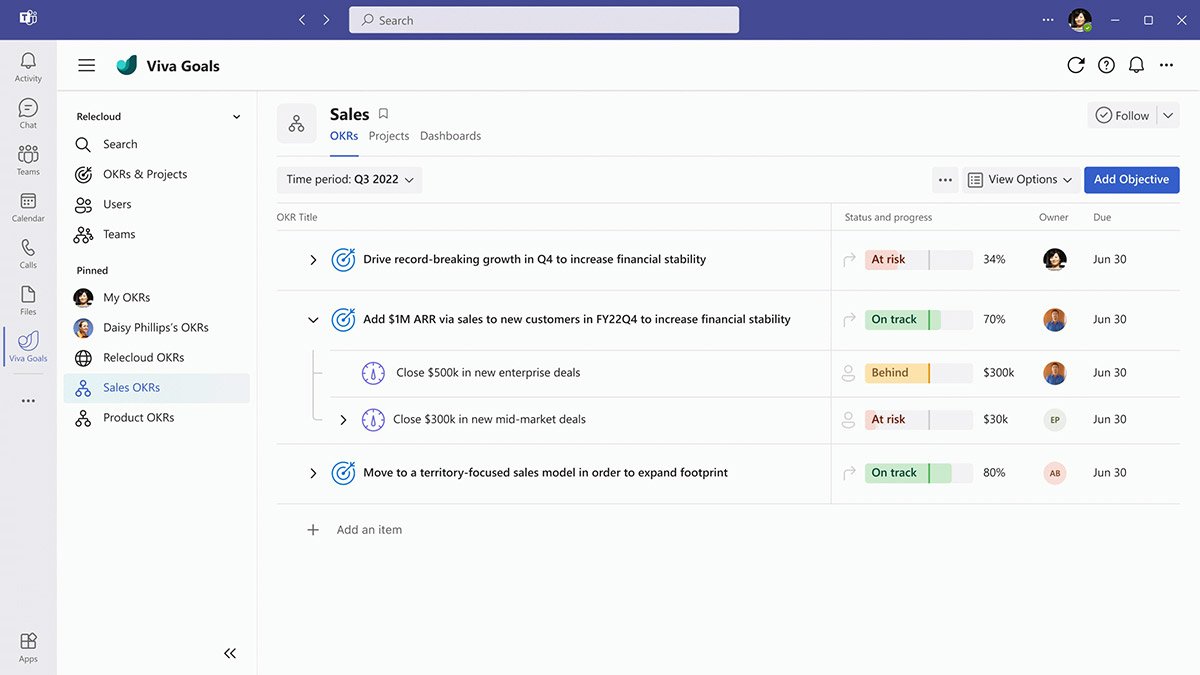 Search
Activity
Chat
Teams
Calendar
Calls
Files
Viva Goals
Apps
Viva Goals
Relecloud
Search
OKRs & Projects
Users
Teams
Pinned
My OKRs
Daisy Phillips's OKRs
Relecloud OKRs
Sales OKRs
Product OKRs
Sales
Follow
OKRs Projects Dashboards
Time period: Q3 2022
View Options
Add Objective
OKR Title Status and progress Owner Due
Drive record-breaking growth in Q4 to increase financial stability At risk 34% Jun 30
Add $1M ARR via sales to new customers in FY22Q4 to increase financial stability On track 70% Jun 30
Close $500k in new enterprise deals Behind $300k Jun 30
Close $300k in new mid-market deals At risk $30k EP Jun 30
Move to a territory-focused sales model in order to expand footprint On track 80% AB Jun 30
Add an item